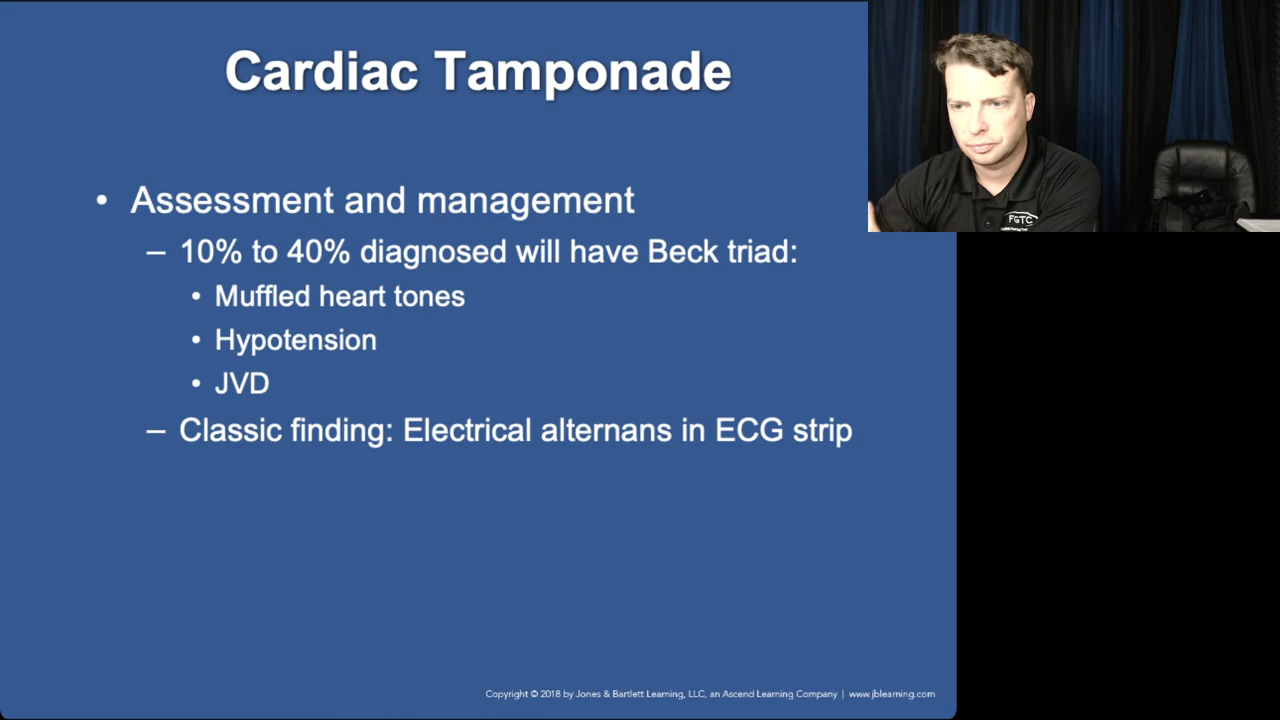 Cardiac Tamponade
• Assessment and management
– 10% to 40% diagnosed will have Beck triad:
• Muffled heart tones
• Hypotension
• JVD
– Classic finding: Electrical alternans in ECG strip
FGTC
Copyright © 2018 by Jones & Bartlett Learning, LLC, an Ascend Learning Company | www.jblearning.com